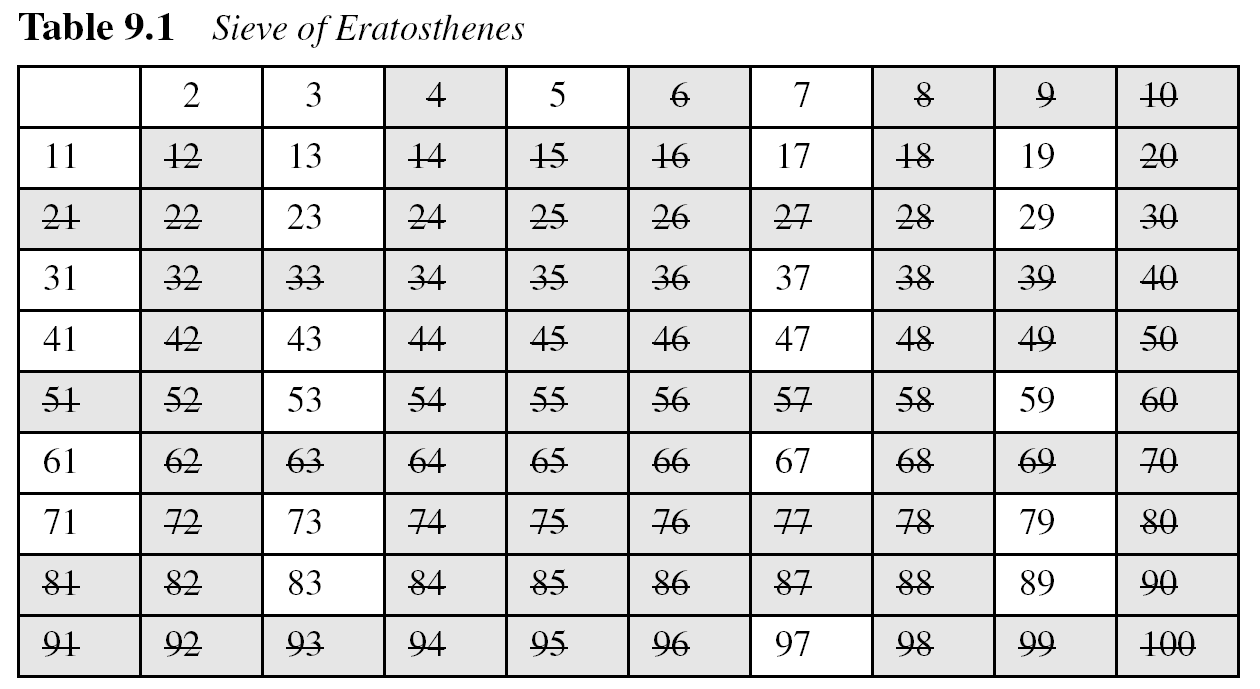 Table 9.1 Sieve of Eratosthenes
2 3 4 5 6 7 8 9 10
11 12 13 14 15 16 17 18 19 20
21 22 23 24 25 26 27 28 29 30
31 32 33 34 35 36 37 38 39 40
41 42 43 44 45 46 47 48 49 50
51 52 53 54 55 56 57 58 59 60
61 62 63 64 65 66 67 68 69 70
71 72 73 74 75 76 77 78 79 80
81 82 83 84 85 86 87 88 89 90
91 92 93 94 95 96 97 98 99 100